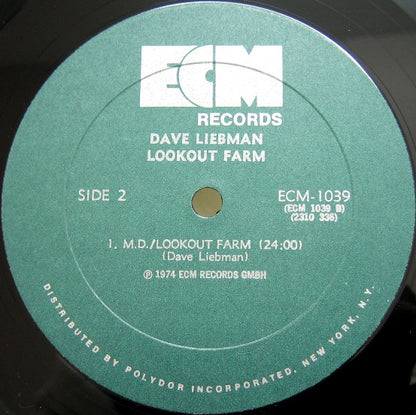 ECM
RECORDS
DAVE LIEBMAN
LOOKOUT FARM
SIDE 2
ECM-1039
(ECM 1039 B)
(2310 336)
1. M.D./LOOKOUT FARM (24:00)
(Dave Liebman)
℗ 1974 ECM RECORDS GMBH
DISTRIBUTED BY POLYDOR INCORPORATED, NEW YORK, N.Y.